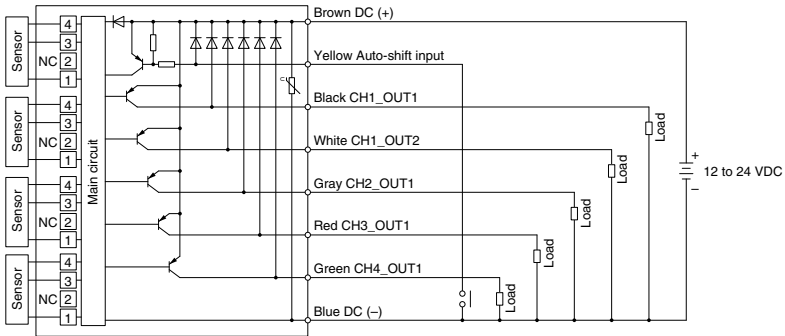 Brown DC (+)
Yellow Auto-shift input
Black CH1_OUT1
White CH1_OUT2
Gray CH2_OUT1
Red CH3_OUT1
Green CH4_OUT1
Blue DC (–)
Sensor
4
3
NC 2
1
Sensor
4
3
NC 2
1
Sensor
4
3
NC 2
1
Sensor
4
3
NC 2
1
Main circuit
Load
Load
Load
Load
Load
+
12 to 24 VDC
–